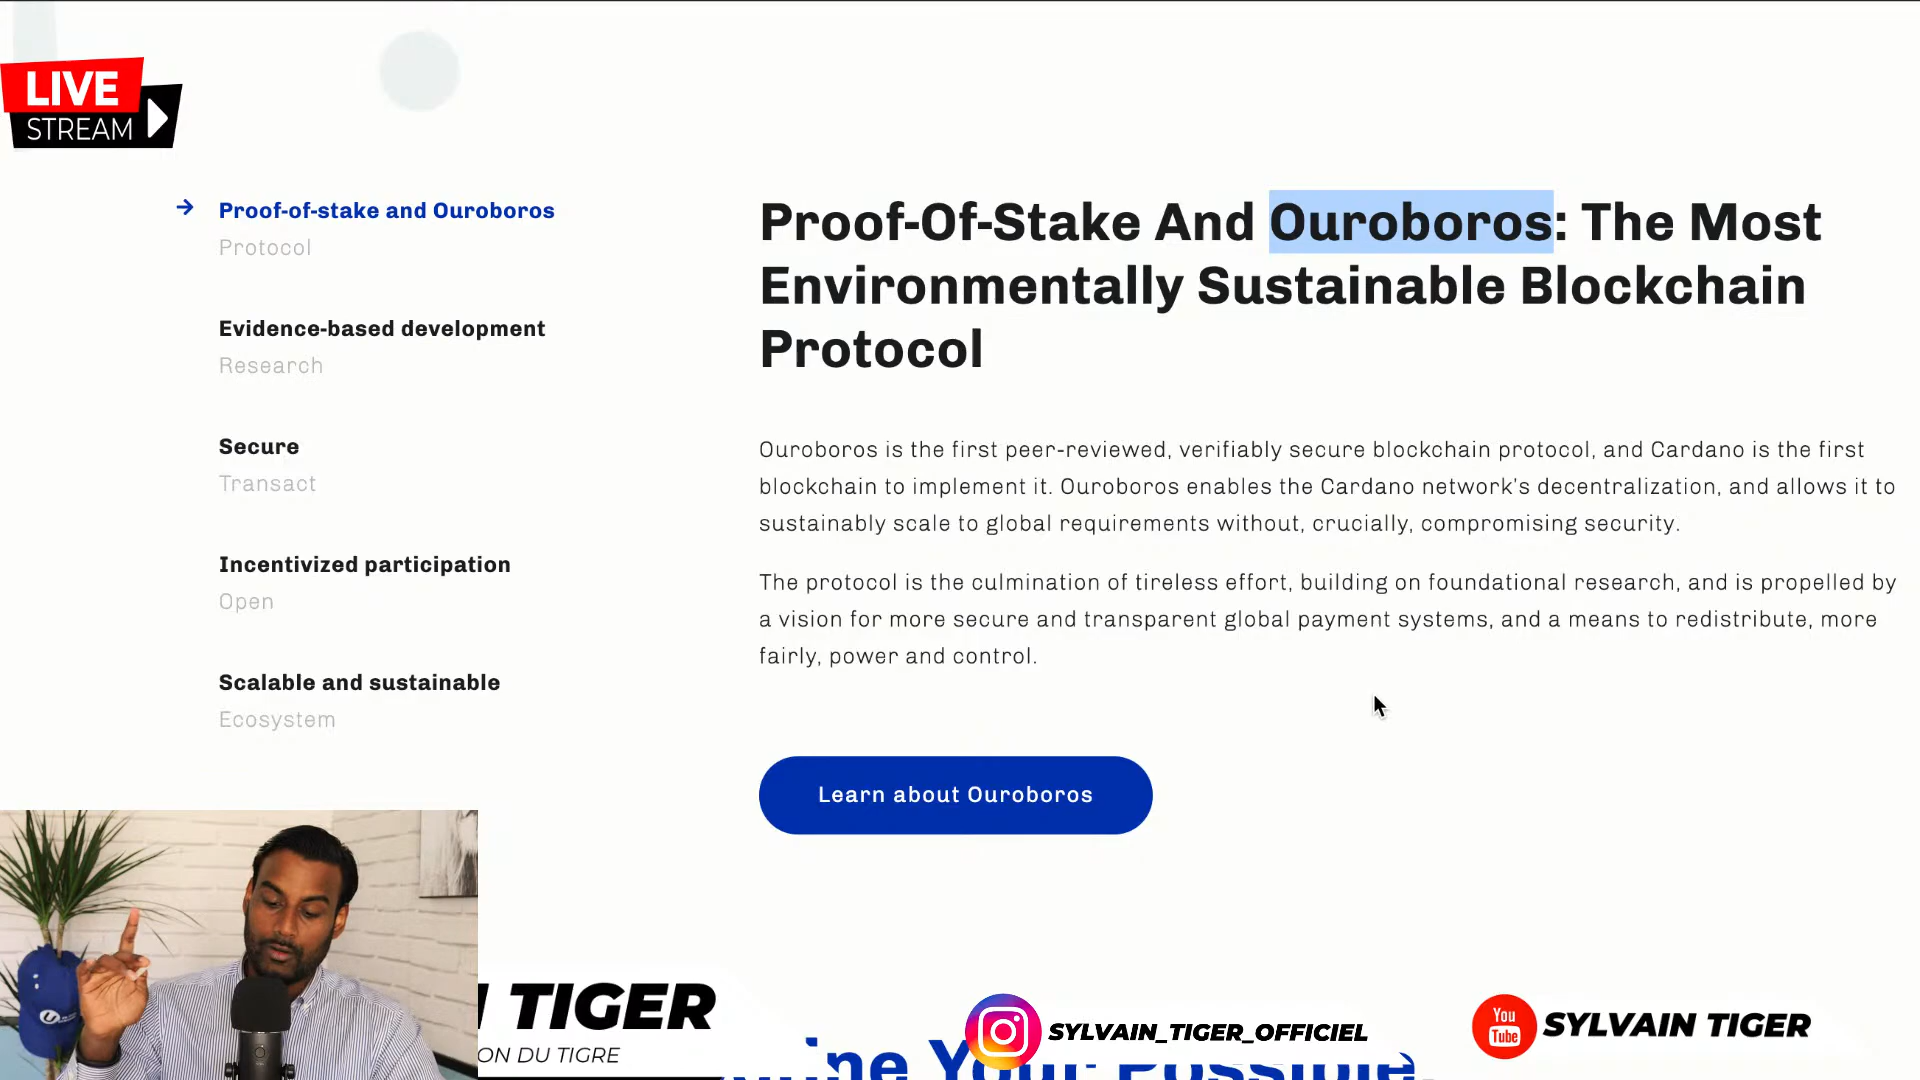 LIVE
STREAM
Proof-of-stake and Ouroboros
Protocol
Evidence-based development
Research
Secure
Transact
Incentivized participation
Open
Scalable and sustainable
Ecosystem
Proof-Of-Stake And Ouroboros: The Most
Environmentally Sustainable Blockchain
Protocol
Ouroboros is the first peer-reviewed, verifiably secure blockchain protocol, and Cardano is the first
blockchain to implement it. Ouroboros enables the Cardano network's decentralization, and allows it to
sustainably scale to global requirements without, crucially, compromising security.
The protocol is the culmination of tireless effort, building on foundational research, and is propelled by
a vision for more secure and transparent global payment systems, and a means to redistribute, more
fairly, power and control.
Learn about Ouroboros
TIGER
ON DU TIGRE
SYLVAIN_TIGER_OFFICIEL
You
Tube
SYLVAIN TIGER